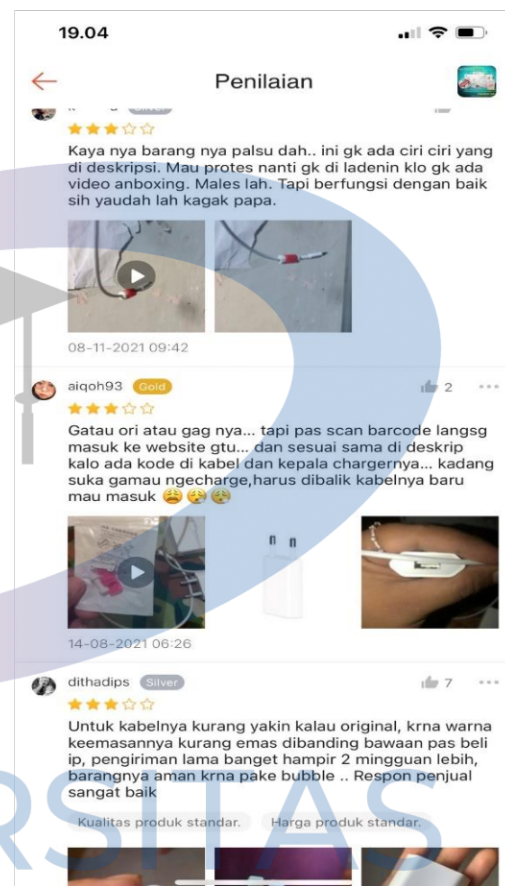 19.04
Penilaian
Kaya nya barang nya palsu dah.. ini gk ada ciri ciri yang
di deskripsi. Mau protes nanti gk di ladenin klo gk ada
video anboxing. Males lah. Tapi berfungsi dengan baik
sih yaudah lah kagak papa.
08-11-2021 09:42
aiqoh93 Gold 2
Gatau ori atau gag nya... tapi pas scan barcode langsg
masuk ke website gtu... dan sesuai sama di deskrip
kalo ada kode di kabel dan kepala chargernya... kadang
suka gamau ngecharge,harus dibalik kabelnya baru
mau masuk 😩😪😪
14-08-2021 06:26
dithadips Silver 7
Untuk kabelnya kurang yakin kalau original, krna warna
keemasannya kurang emas dibanding bawaan pas beli
ip, pengiriman lama banget hampir 2 mingguan lebih,
barangnya aman krna pake bubble .. Respon penjual
sangat baik
Kualitas produk standar. Harga produk standar.
RSITAS